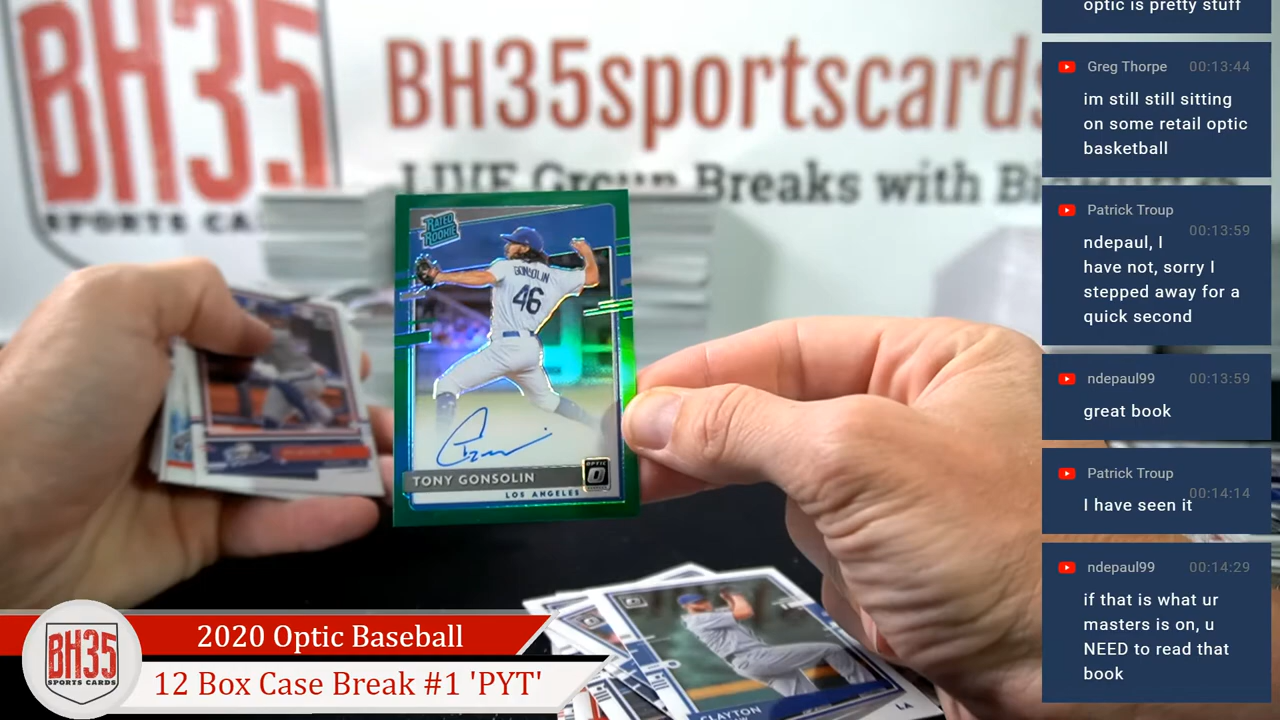 BH35
SPORTS CA
BH35sportscards
LIVE Group Breaks with Bi
RATED
ROOKIE
GONSOLIN
46
OPTIC
TONY GONSOLIN
LOS ANGELES
CLAYTON
LA
BH35
SPORTS CARDS
2020 Optic Baseball
12 Box Case Break #1 'PYT'
optic is pretty stuff
Greg Thorpe 00:13:44
im still still sitting
on some retail optic
basketball
Patrick Troup
00:13:59
ndepaul, I
have not, sorry I
stepped away for a
quick second
ndepaul99 00:13:59
great book
Patrick Troup
00:14:14
I have seen it
ndepaul99 00:14:29
if that is what ur
masters is on, u
NEED to read that
book